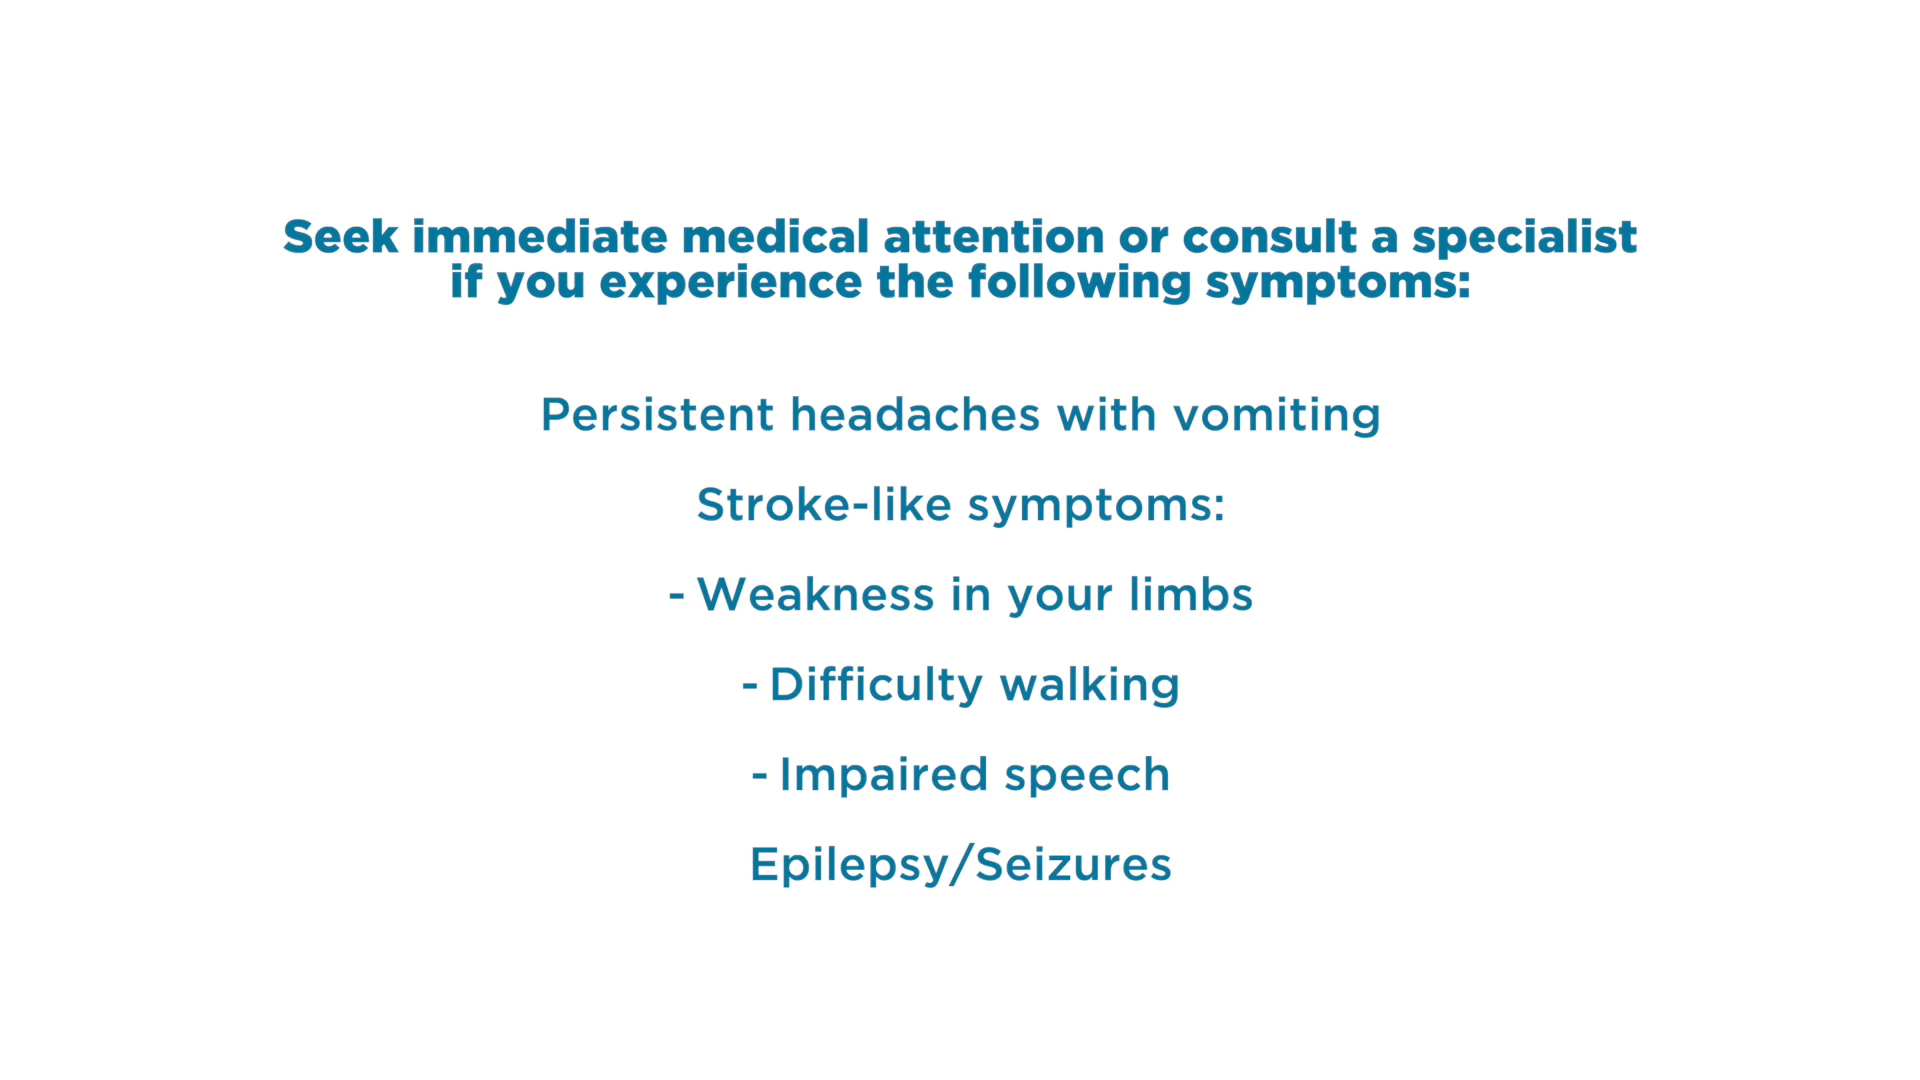 Seek immediate medical attention or consult a specialist
if you experience the following symptoms:
Persistent headaches with vomiting
Stroke-like symptoms:
- Weakness in your limbs
- Difficulty walking
- Impaired speech
Epilepsy/Seizures